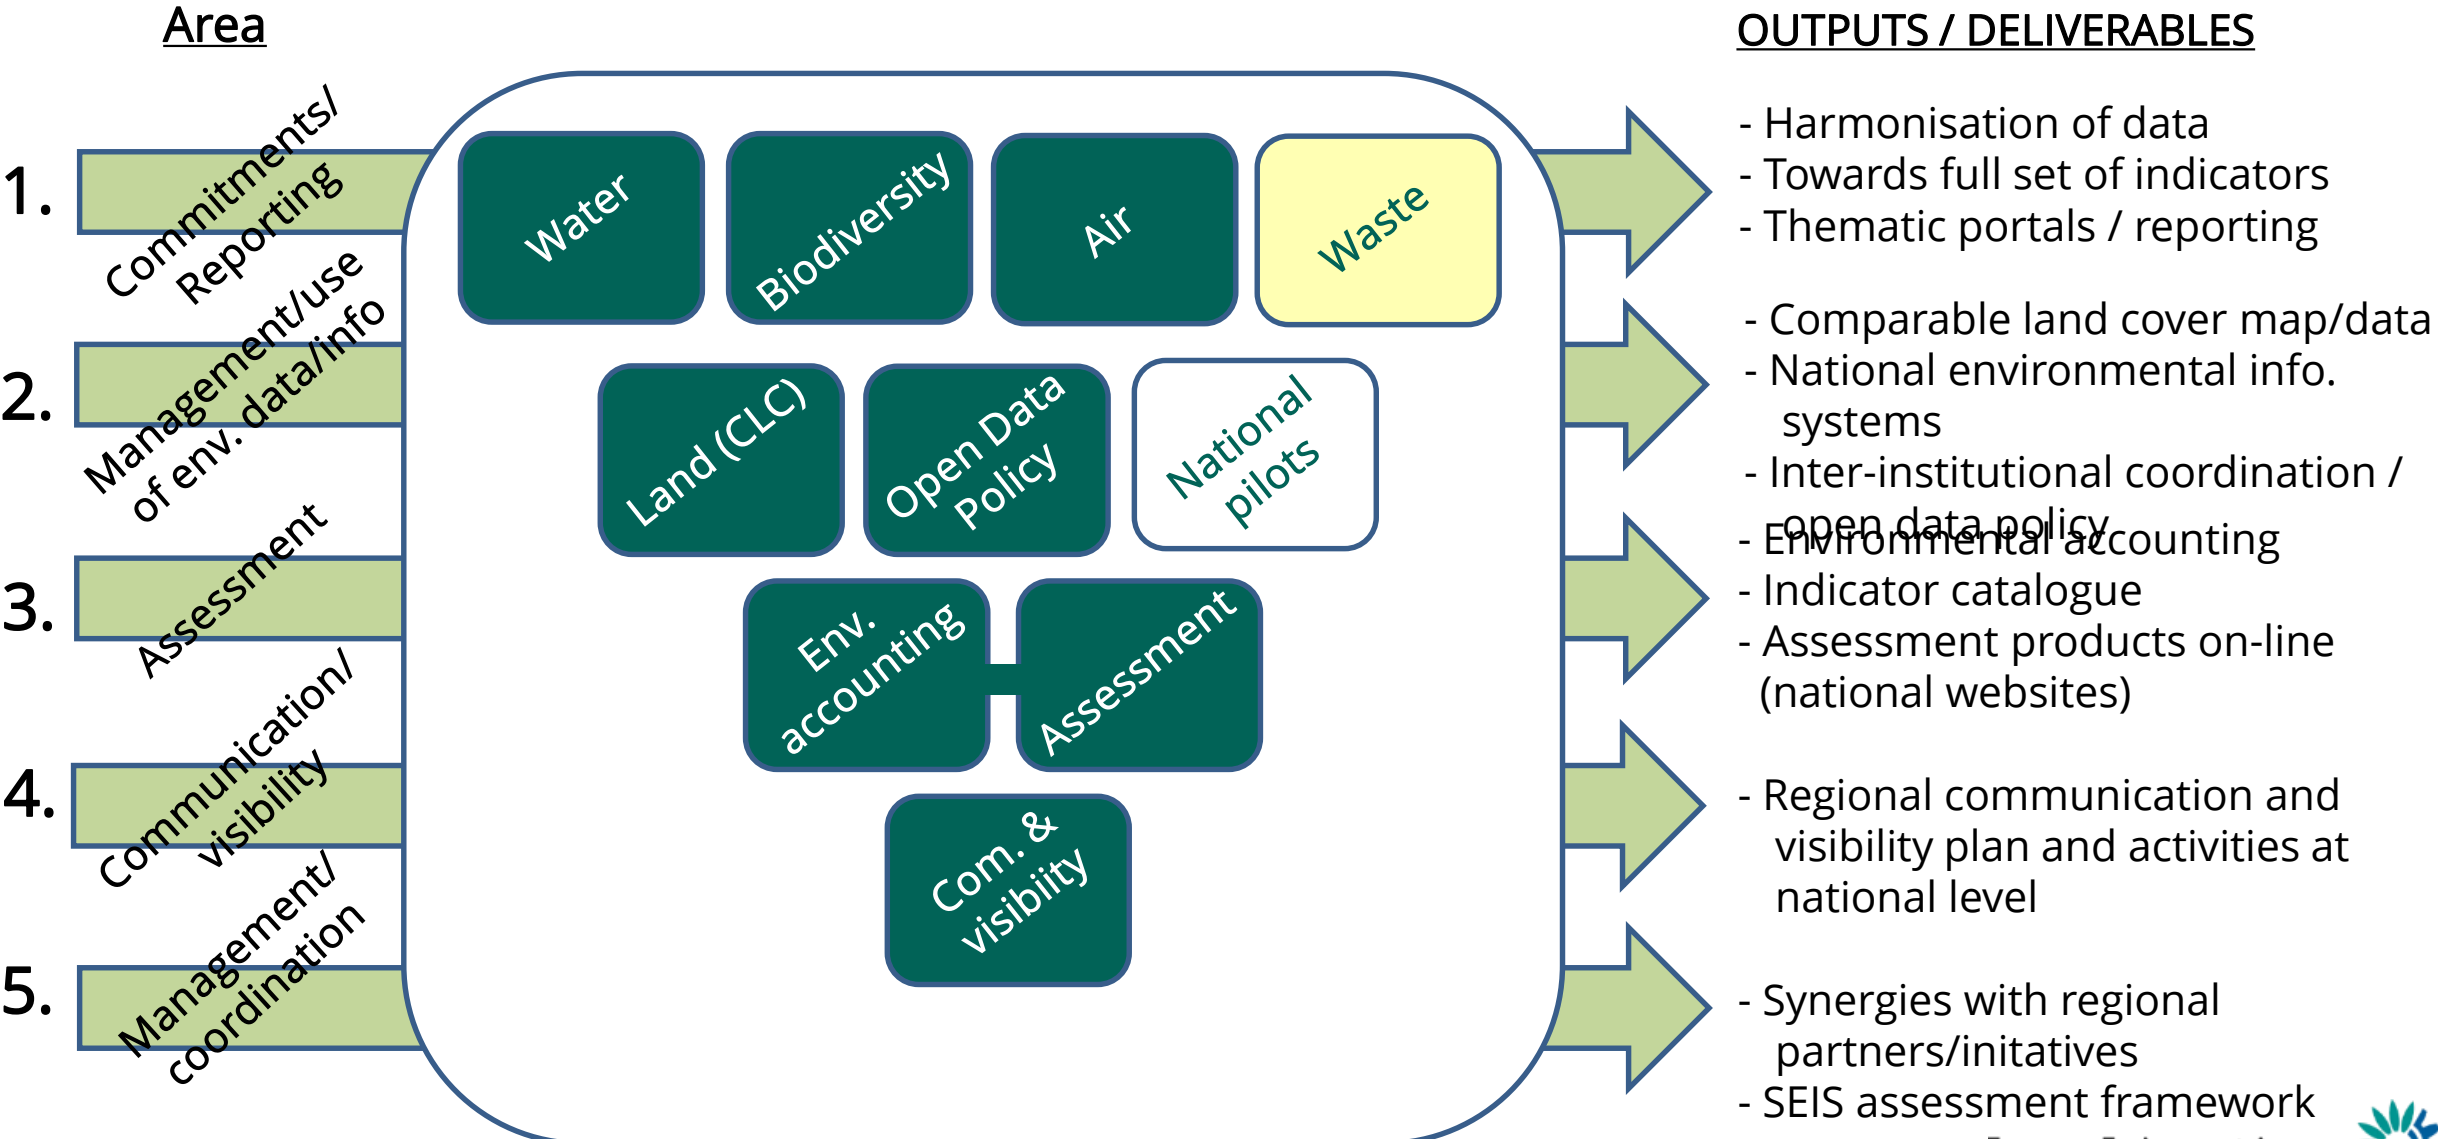 Area
OUTPUTS / DELIVERABLES
1.
Commitments/
Reporting
Water
Biodiversity
Air
Waste
- Harmonisation of data
- Towards full set of indicators
- Thematic portals / reporting
2.
Management/use
of env. data/info
Land (CLC)
Open Data
Policy
National
pilots
- Comparable land cover map/data
- National environmental info.
systems
- Inter-institutional coordination /
open data policy
3.
Assessment
Env.
accounting
Assessment
- Environmental accounting
- Indicator catalogue
- Assessment products on-line
(national websites)
4.
Communication/
visibility
Com. &
visibiity
- Regional communication and
visibility plan and activities at
national level
5.
Management/
coordination
- Synergies with regional
partners/initatives
- SEIS assessment framework